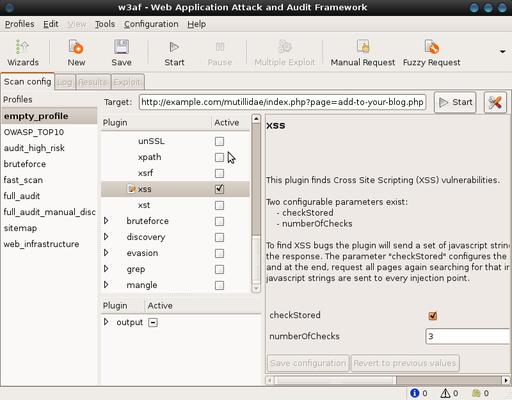 w3af - Web Application Attack and Audit Framework
Profiles Edit View Tools Configuration Help
Wizards New Save Start Pause Multiple Exploit Manual Request Fuzzy Request
Scan config Log Results Exploit
Profiles
empty_profile
OWASP_TOP10
audit_high_risk
bruteforce
fast_scan
full_audit
full_audit_manual_disc
sitemap
web_infrastructure
Target: http://example.com/mutillidae/index.php?page=add-to-your-blog.php Start
Plugin Active
unSSL
xpath
xsrf
xss
xst
bruteforce
discovery
evasion
grep
mangle
Plugin Active
output
xss
This plugin finds Cross Site Scripting (XSS) vulnerabilities.
Two configurable parameters exist:
- checkStored
- numberOfChecks
To find XSS bugs the plugin will send a set of javascript
the response. The parameter "checkStored" configures the
and at the end, request all pages again searching for that
javascript strings are sent to every injection point.
checkStored
numberOfChecks 3
Save configuration Revert to previous values
0 0 0